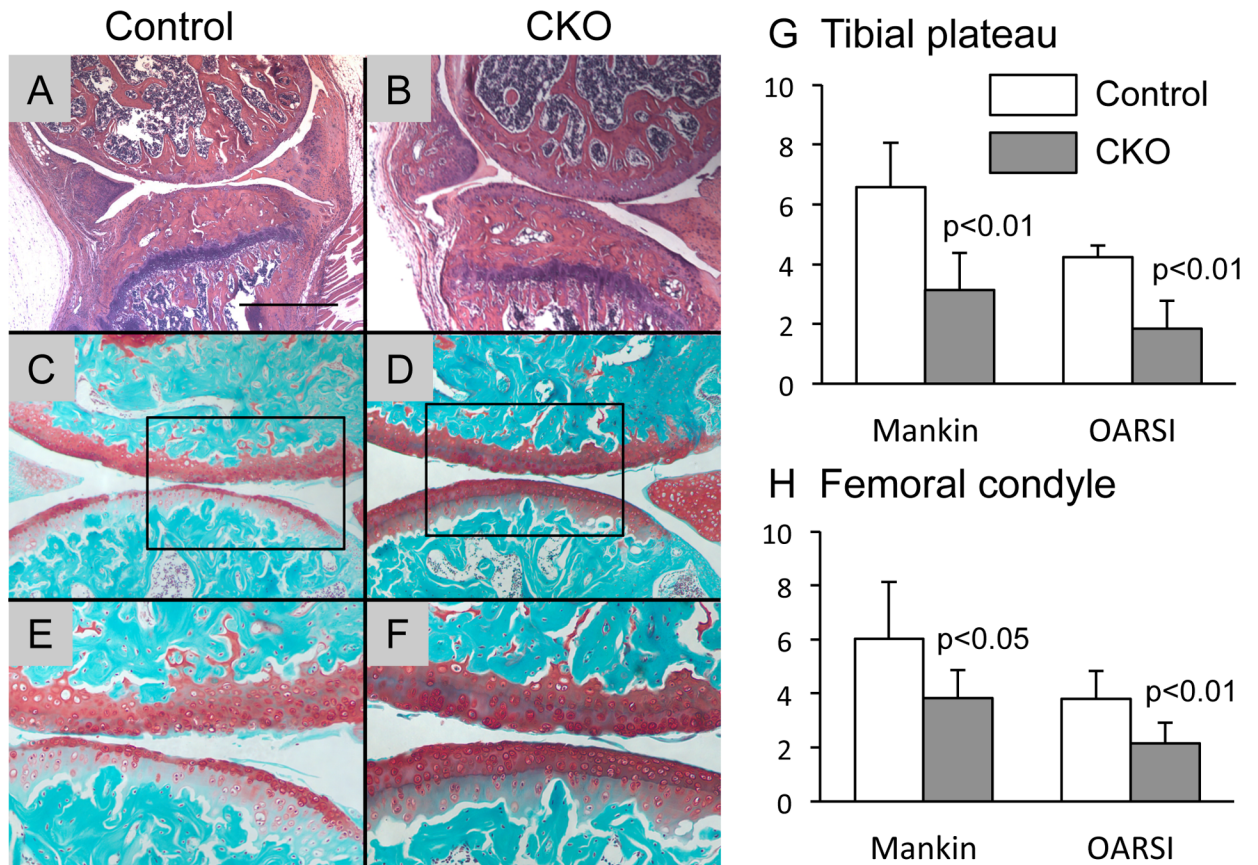 Control
CKO
A
B
C
D
E
F
G Tibial plateau
10
8
6
4
2
0
Control
CKO
p<0.01
p<0.01
Mankin
OARSI
H Femoral condyle
10
8
6
4
2
0
p<0.05
p<0.01
Mankin
OARSI